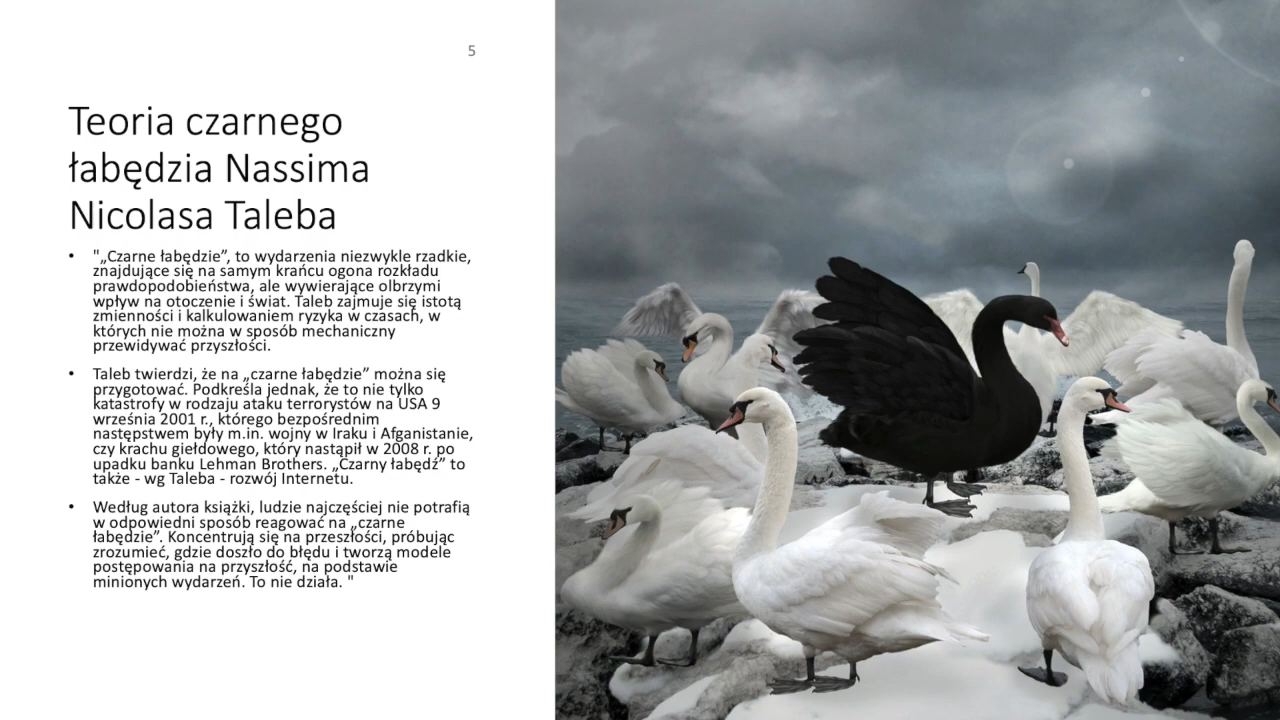 5
Teoria czarnego
łabędzia Nassima
Nicolasa Taleba
• "„Czarne łabędzie”, to wydarzenia niezwykle rzadkie,
znajdujące się na samym krańcu ogona rozkładu
prawdopodobieństwa, ale wywierające olbrzymi
wpływ na otoczenie i świat. Taleb zajmuje się istotą
zmienności i kalkulowaniem ryzyka w czasach, w
których nie można w sposób mechaniczny
przewidywać przyszłości.
• Taleb twierdzi, że na „czarne łabędzie” można się
przygotować. Podkreśla jednak, że to nie tylko
katastrofy w rodzaju ataku terrorystów na USA 9
września 2001 r., którego bezpośrednim
następstwem były m.in. wojny w Iraku i Afganistanie,
czy krachu giełdowego, który nastąpił w 2008 r. po
upadku banku Lehman Brothers. „Czarny łabędź” to
także - wg Taleba - rozwój Internetu.
• Według autora książki, ludzie najczęściej nie potrafią
w odpowiedni sposób reagować na „czarne
łabędzie”. Koncentrują się na przeszłości, próbując
zrozumieć, gdzie doszło do błędu i tworzą modele
postępowania na przyszłość, na podstawie
minionych wydarzeń. To nie działa. "